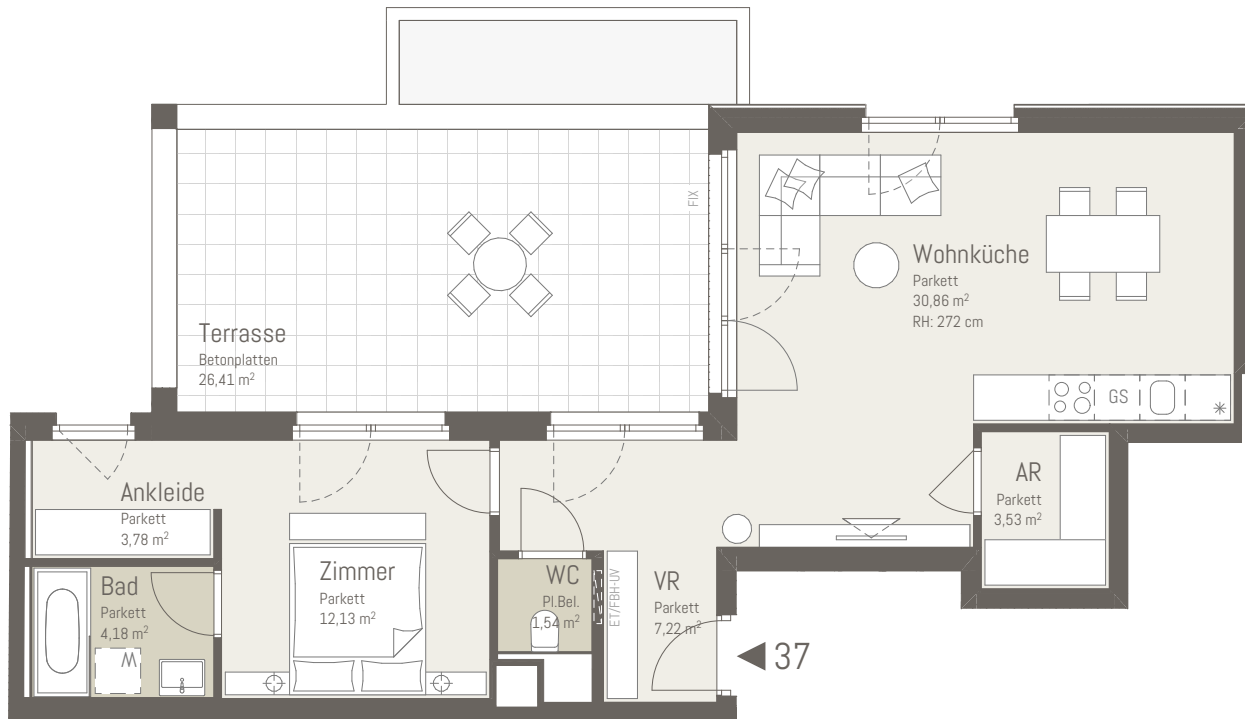 FIX
Wohnküche
Parkett
30,86 m²
RH: 272 cm
Terrasse
Betonplatten
26,41 m²
GS
AR
Parkett
3,53 m²
Ankleide
Parkett
3,78 m²
Zimmer
Parkett
12,13 m²
WC
Pl.Bel.
1,54 m²
ET/FBH-UV
VR
Parkett
7,22 m²
Bad
Parkett
4,18 m²
W
37